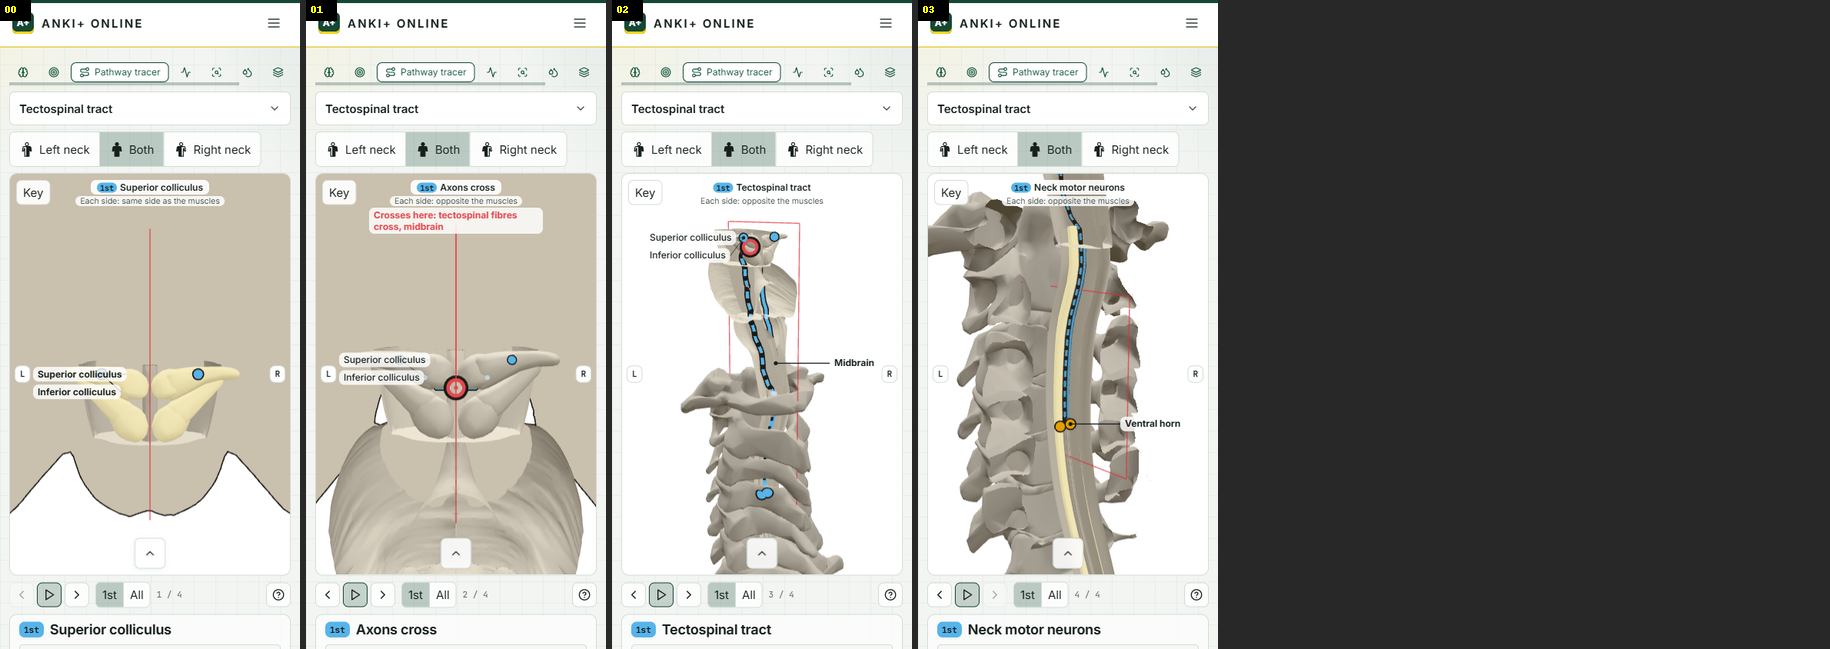 00
A+ ANKI+ ONLINE
Pathway tracer
Tectospinal tract
Left neck Both Right neck
Key
1st Superior colliculus
Each side: same side as the muscles
L
Superior colliculus
Inferior colliculus
R
1st All 1 / 4
1st Superior colliculus
01
A+ ANKI+ ONLINE
Pathway tracer
Tectospinal tract
Left neck Both Right neck
Key
1st Axons cross
Each side: opposite the muscles
Crosses here: tectospinal fibres
cross, midbrain
Superior colliculus
L
Inferior colliculus
R
1st All 2 / 4
1st Axons cross
02
A+ ANKI+ ONLINE
Pathway tracer
Tectospinal tract
Left neck Both Right neck
Key
1st Tectospinal tract
Each side: opposite the muscles
Superior colliculus
Inferior colliculus
Midbrain
L
R
1st All 3 / 4
1st Tectospinal tract
03
A+ ANKI+ ONLINE
Pathway tracer
Tectospinal tract
Left neck Both Right neck
Key
1st Neck motor neurons
Each side: opposite the muscles
L
R
Ventral horn
1st All 4 / 4
1st Neck motor neurons